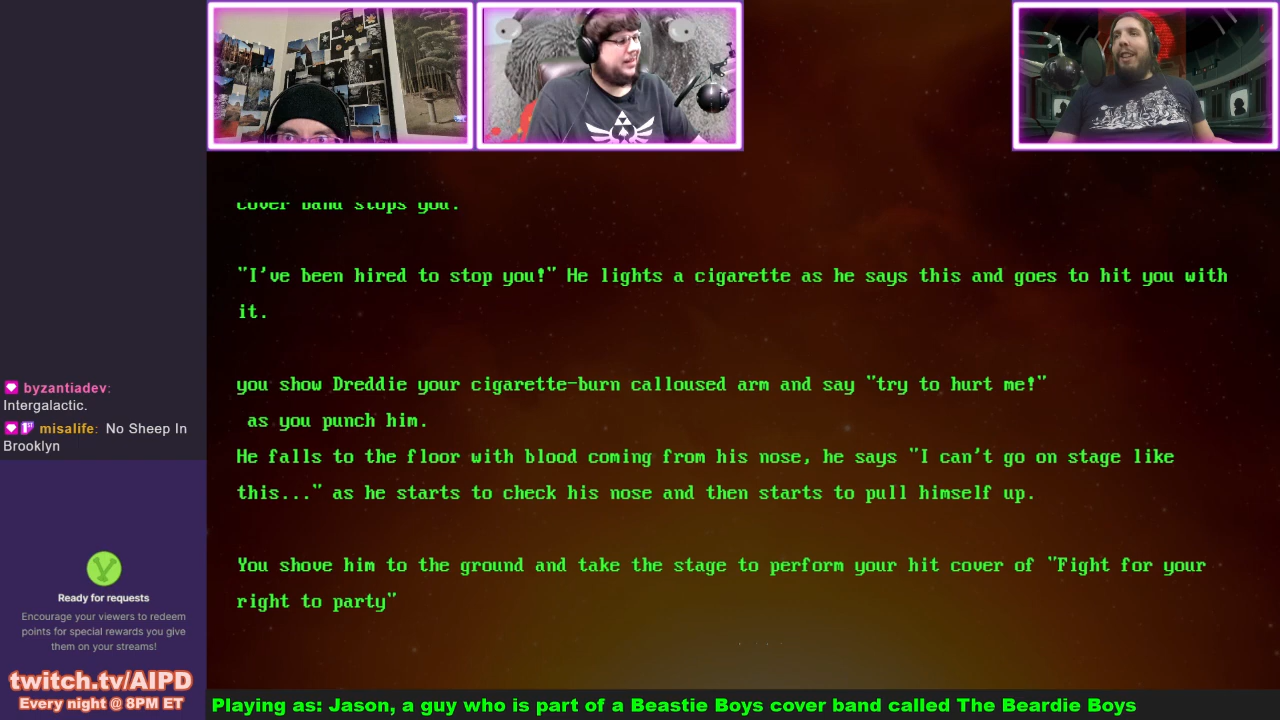 cover band stops you.
"I've been hired to stop you!" He lights a cigarette as he says this and goes to hit you with
it.
you show Dreddie your cigarette-burn calloused arm and say "try to hurt me!"
as you punch him.
He falls to the floor with blood coming from his nose, he says "I can't go on stage like
this..." as he starts to check his nose and then starts to pull himself up.
You shove him to the ground and take the stage to perform your hit cover of "Fight for your
right to party"
byzantiadev:
Intergalactic.
misalife: No Sheep In
Brooklyn
Ready for requests
Encourage your viewers to redeem
points for special rewards you give
them on your streams!
twitch.tv/AIPD
Every night @ 8PM ET
Playing as: Jason, a guy who is part of a Beastie Boys cover band called The Beardie Boys